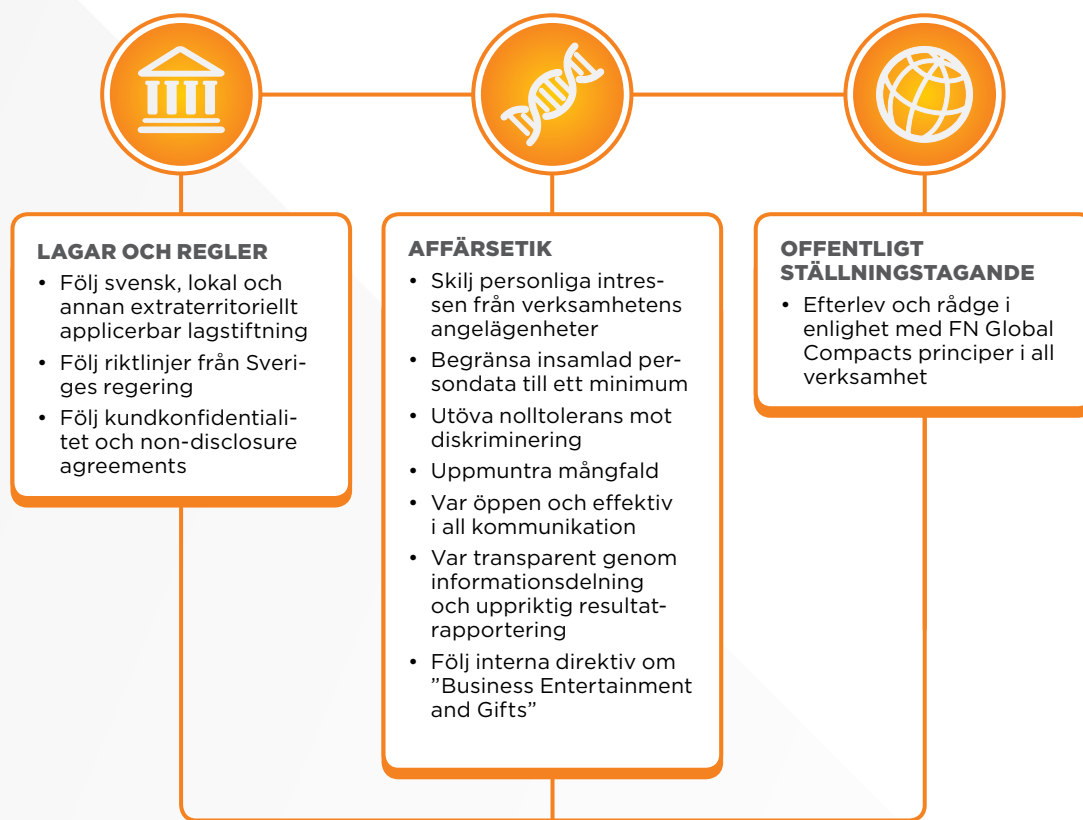 LAGAR OCH REGLER
• Följ svensk, lokal och
annan extraterritoriellt
applicerbar lagstiftning
• Följ riktlinjer från Sveri-
ges regering
• Följ kundkonfidentiali-
tet och non-disclosure
agreements
AFFÄRSETIK
• Skilj personliga intres-
sen från verksamhetens
angelägenheter
• Begränsa insamlad per-
sondata till ett minimum
• Utöva nolltolerans mot
diskriminering
• Uppmuntra mångfald
• Var öppen och effektiv
i all kommunikation
• Var transparent genom
informationsdelning
och uppriktig resultat-
rapportering
• Följ interna direktiv om
”Business Entertainment
and Gifts”
OFFENTLIGT
STÄLLNINGSTAGANDE
• Efterlev och rådge i
enlighet med FN Global
Compacts principer i all
verksamhet